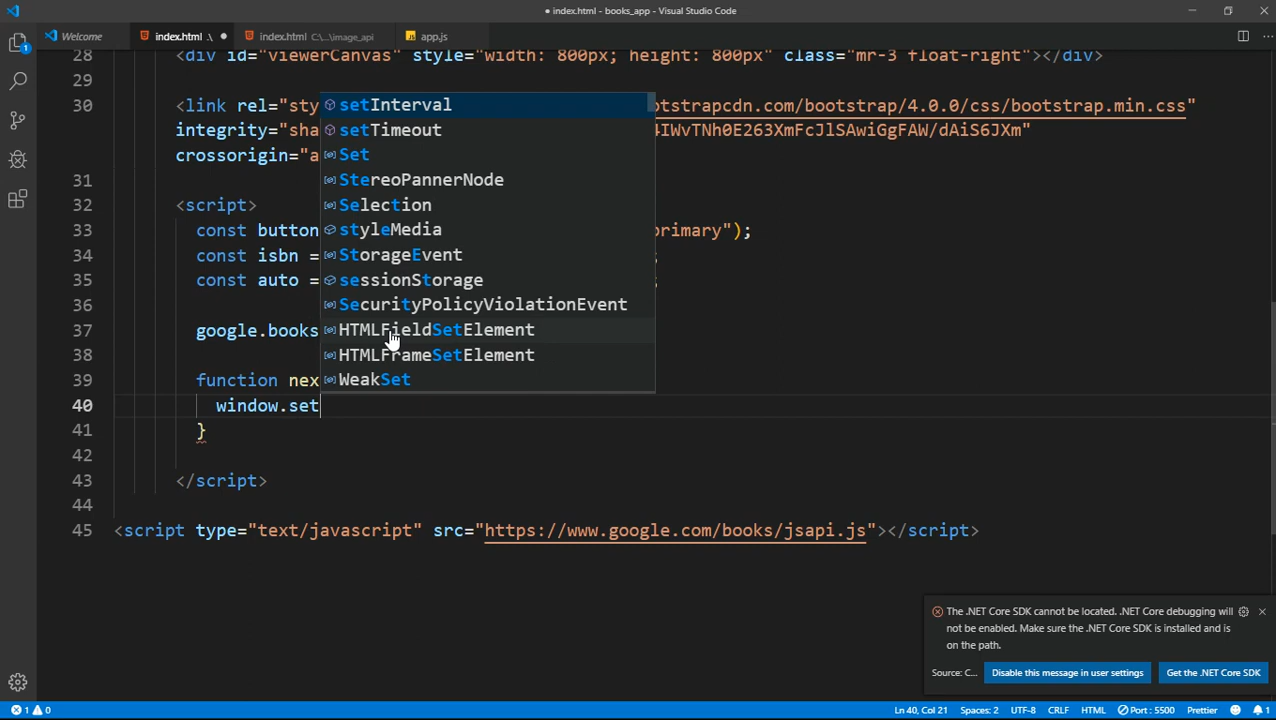 ● index.html - books_app - Visual Studio Code
Welcome
index.html .\ ●
index.html C:\...\image_api
app.js
28 <div id="viewerCanvas" style="width: 800px; height: 800px" class="mr-3 float-right"></div>
29
30 <link rel="sty
otstrapcdn.com/bootstrap/4.0.0/css/bootstrap.min.css"
integrity="sha
4IWvTNh0E263XmFcJlSAwiGgFAW/dAiS6JXm"
crossorigin="a
31
32 <script>
33 const button
primary");
34 const isbn =
;
35 const auto =
;
36
37 google.books
38
39 function nex
40 window.set
41 }
42
43 </script>
44
45 <script type="text/javascript" src="https://www.google.com/books/jsapi.js"></script>
setInterval
setTimeout
Set
StereoPannerNode
Selection
styleMedia
StorageEvent
sessionStorage
SecurityPolicyViolationEvent
HTMLFieldSetElement
HTMLFrameSetElement
WeakSet
The .NET Core SDK cannot be located. .NET Core debugging will
not be enabled. Make sure the .NET Core SDK is installed and is
on the path.
Source: C...
Disable this message in user settings
Get the .NET Core SDK
1
1 0
Ln 40, Col 21
Spaces: 2
UTF-8
CRLF
HTML
Port : 5500
Prettier
1